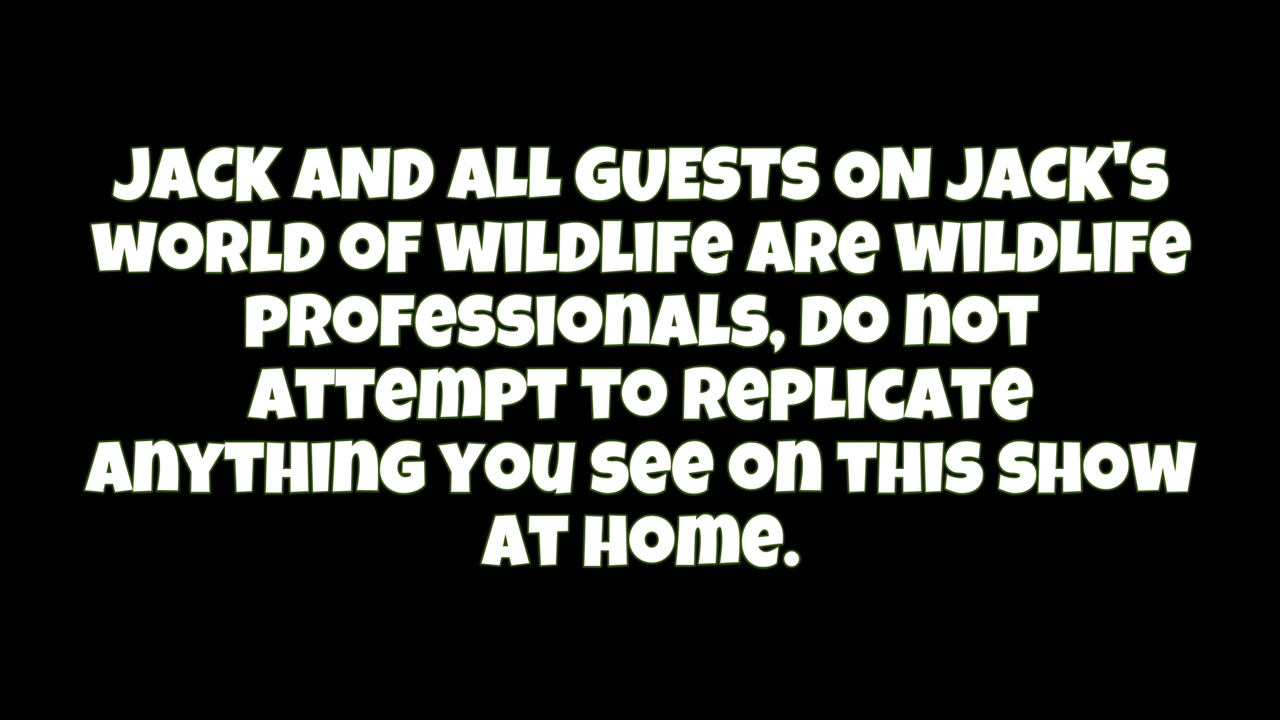 JACK AND ALL GUESTS ON JACK'S
WORLD OF WILDLIFE ARE WILDLIFE
PROFESSIONALS, DO NOT
ATTEMPT TO REPLICATE
ANYTHING YOU SEE ON THIS SHOW
AT HOME.